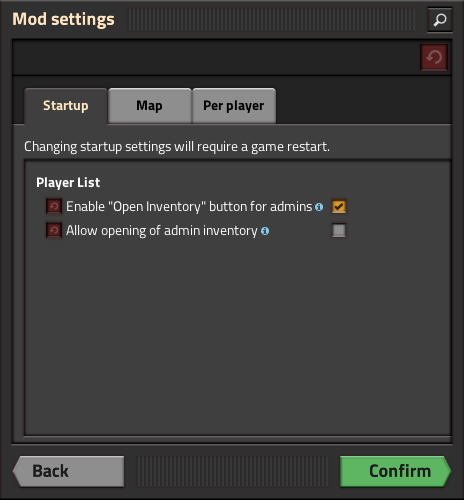 Mod settings
Startup Map Per player
Changing startup settings will require a game restart.
Player List
Enable "Open Inventory" button for admins
Allow opening of admin inventory
Back Confirm